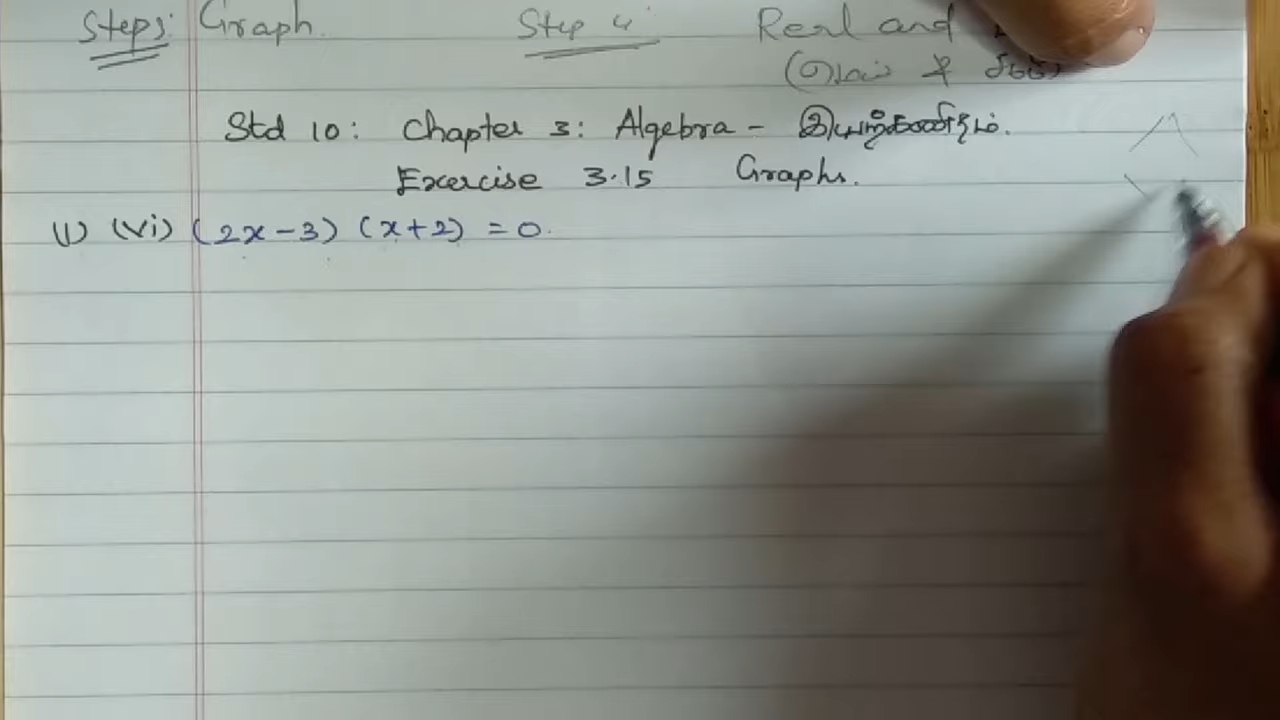 Steps: Graph. Step 4: Real and
Std 10: Chapter 3: Algebra - இயற்கணிதம்.
Exercise 3.15 Graphs.
(1) (vi) (2x-3) (x+2) = 0.